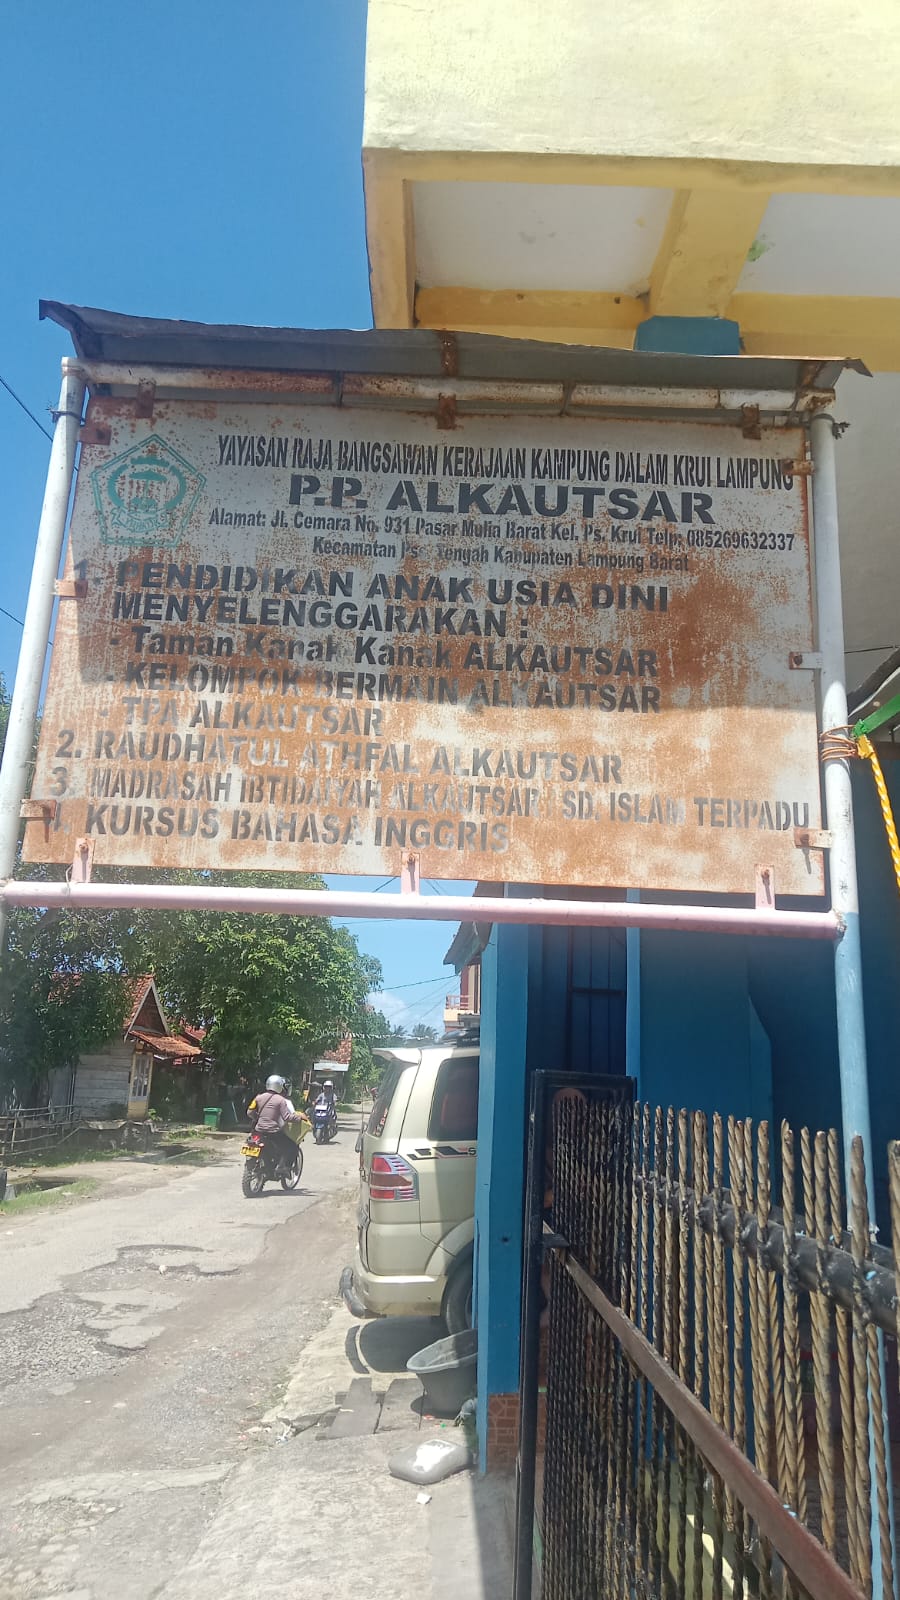 YAYASAN RAJA BANGSAWAN KERAJAAN KAMPUNG DALAM KRUI LAMPUNG
P.P. ALKAUTSAR
Alamat: Jl. Cemara No. 931 Pasar Mulia Barat Kel. Ps. Krui Telp: 085269632337
Kecamatan Psr. Tengah Kabupaten Lampung Barat
1. PENDIDIKAN ANAK USIA DINI
MENYELENGGARAKAN :
- Taman Kanak Kanak ALKAUTSAR
- KELOMPOK BERMAIN ALKAUTSAR
- TPA ALKAUTSAR
2. RAUDHATUL ATHFAL ALKAUTSAR
3. MADRASAH IBTIDAIYAH ALKAUTSAR / SD. ISLAM TERPADU
4. KURSUS BAHASA INGGRIS